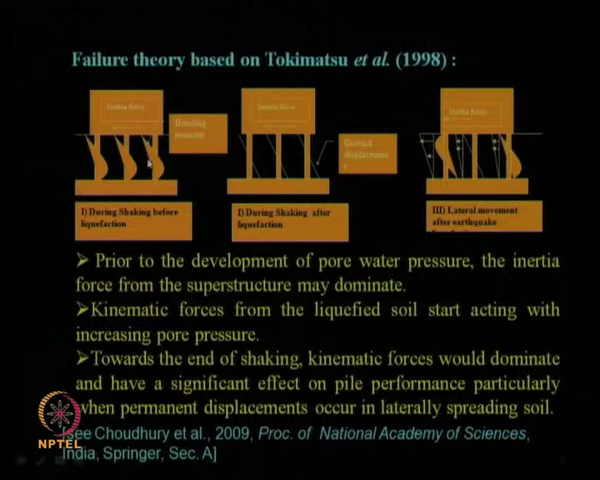 Failure theory based on Tokimatsu et al. (1998) :
Inertia Force
Inertia Force
Inertia Force
Bending
moment
Ground
displacemen
t
I) During Shaking before
liquefaction
I) During Shaking after
liquefaction
III) Lateral movement
after earthquake
➢ Prior to the development of pore water pressure, the inertia
force from the superstructure may dominate.
➢Kinematic forces from the liquefied soil start acting with
increasing pore pressure.
➢Towards the end of shaking, kinematic forces would dominate
and have a significant effect on pile performance particularly
when permanent displacements occur in laterally spreading soil.
[see Choudhury et al., 2009, Proc. of National Academy of Sciences,
India, Springer, Sec. A]
NPTEL